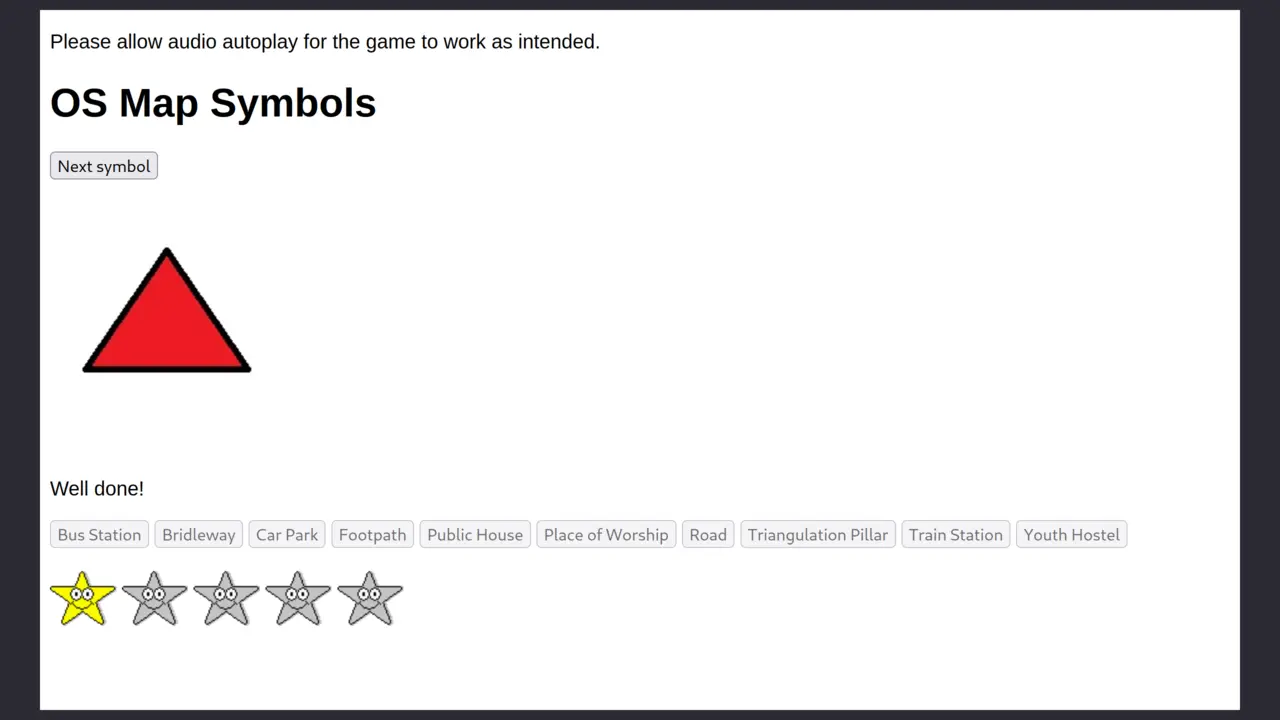 Please allow audio autoplay for the game to work as intended.
OS Map Symbols
Next symbol
Well done!
Bus Station Bridleway Car Park Footpath Public House Place of Worship Road Triangulation Pillar Train Station Youth Hostel